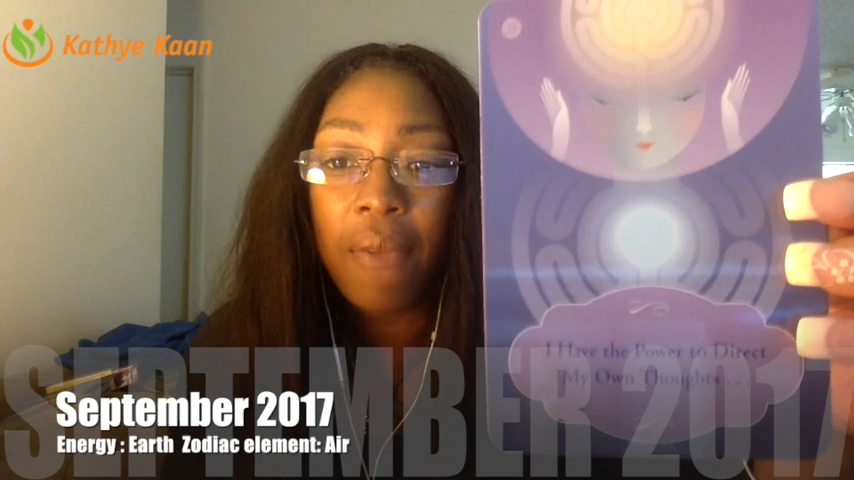 Kathye Kaan
I Have the Power to Direct
My Own Thoughts . . .
SEPTEMBER 2017
September 2017
Energy : Earth Zodiac element: Air